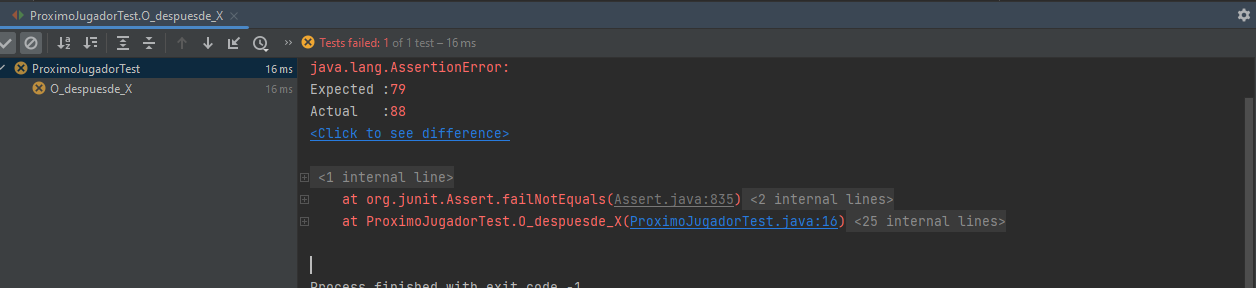 ProximoJugadorTest.O_despuesde_X
Tests failed: 1 of 1 test – 16 ms
ProximoJugadorTest 16 ms
O_despuesde_X 16 ms
java.lang.AssertionError:
Expected :79
Actual :88
<Click to see difference>
<1 internal line>
at org.junit.Assert.failNotEquals(Assert.java:835) <2 internal lines>
at ProximoJugadorTest.O_despuesde_X(ProximoJugadorTest.java:16) <25 internal lines>
Process finished with exit code -1